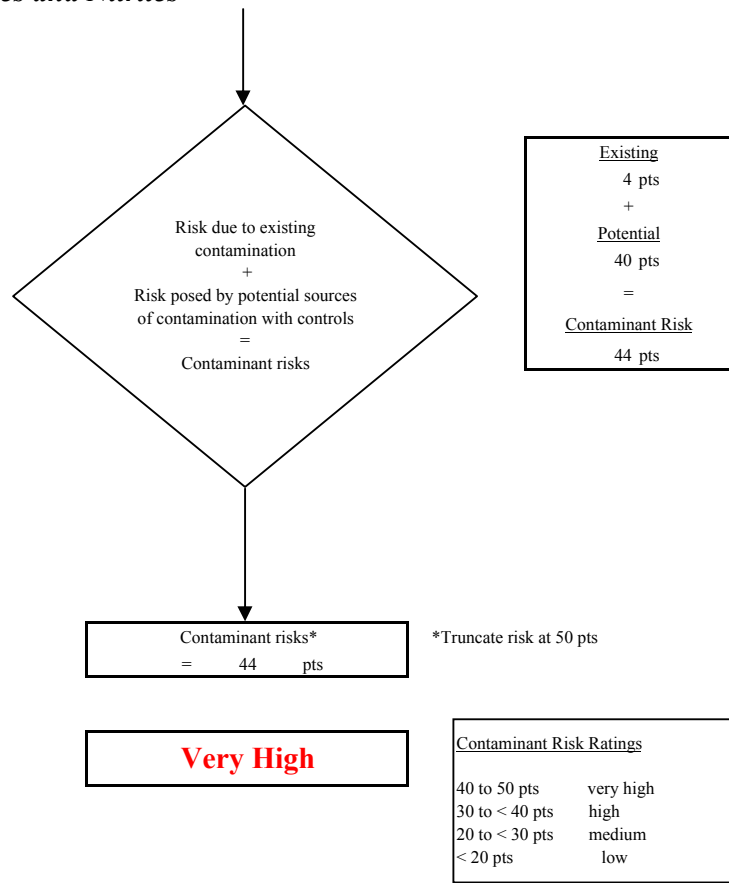 and Nitrites
Risk due to existing
contamination
+
Risk posed by potential sources
of contamination with controls
=
Contaminant risks
Existing
4 pts
+
Potential
40 pts
=
Contaminant Risk
44 pts
Contaminant risks*
= 44 pts
*Truncate risk at 50 pts
Very High
Contaminant Risk Ratings
40 to 50 pts very high
30 to < 40 pts high
20 to < 30 pts medium
< 20 pts low